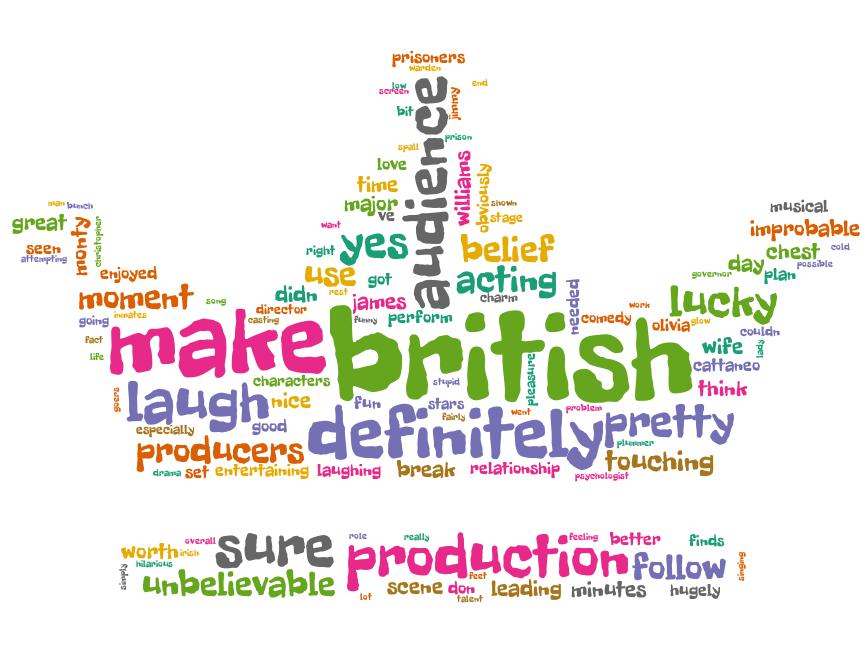 prisoners
warden
low
screen
end
audience
jimmy
bit
prison
spall
love
williams
time
obviously
major
shown
ve
stage
man
bunch
great
monty
christopher
seen
attempting
want
right
yes
belief
musical
improbable
chest
cold
day
possible
plan
governor
enjoyed
use
got
acting
moment
song
didn
rest
james
charm
needed
lucky
director
casting
funny
perform
comedy
work
olivia
glow
going
inmates
make
british
couldn
fact
wife
lady
life
cattaneo
characters
stupid
pleasure
think
goers
laugh
nice
fun
stars
went
problem
especially
good
fairly
definitely
pretty
plummer
producers
touching
drama
set
entertaining
laughing
break
relationship
psychologist
overall
sure
role
really
feeling
better
finds
worth
irish
production
follow
singing
hilarious
simply
unbelievable
feet
scene
don
leading
minutes
hugely
lot
talent